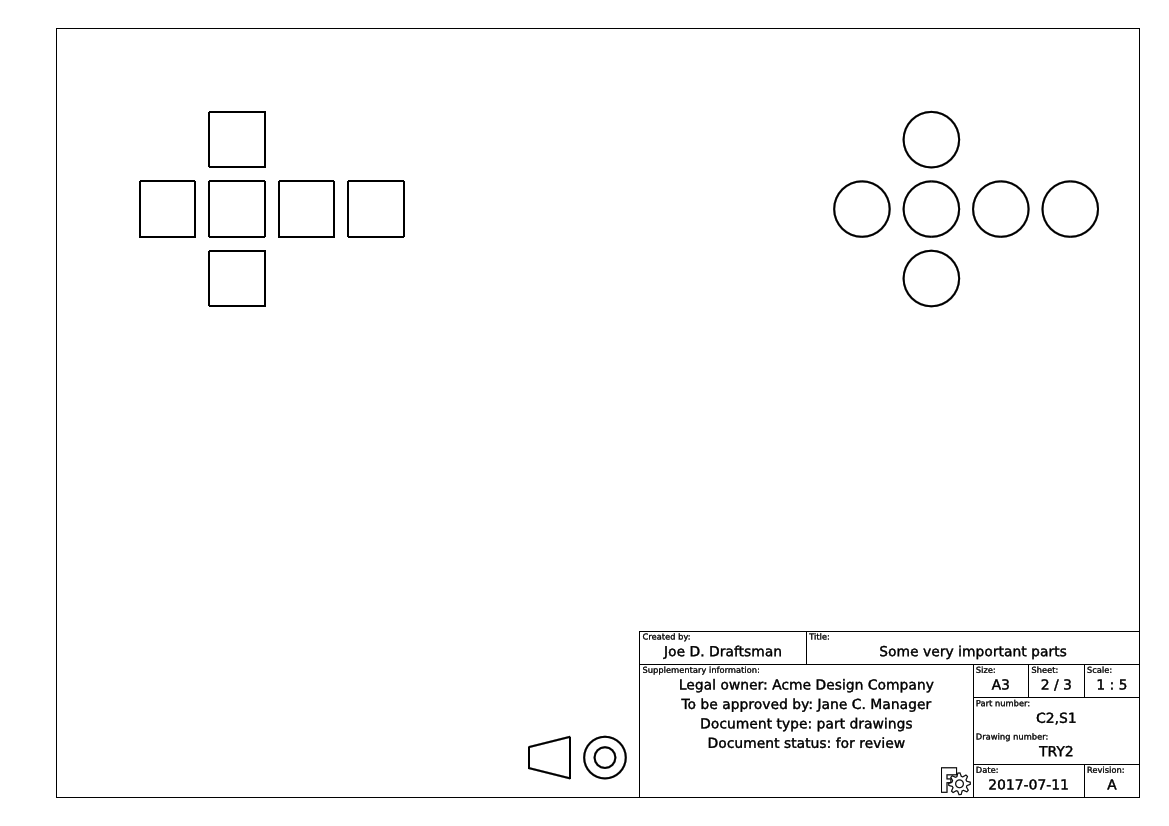 Created by:
Joe D. Draftsman
Title:
Some very important parts
Supplementary information:
Legal owner: Acme Design Company
To be approved by: Jane C. Manager
Document type: part drawings
Document status: for review
Size:
A3
Sheet:
2 / 3
Scale:
1 : 5
Part number:
C2,S1
Drawing number:
TRY2
Date:
2017-07-11
Revision:
A